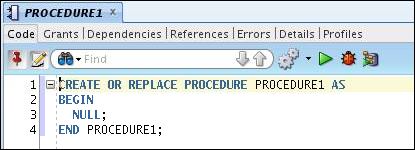 PROCEDURE1 ×
Code Grants Dependencies References Errors Details Profiles
Find
1 CREATE OR REPLACE PROCEDURE PROCEDURE1 AS
2 BEGIN
3 NULL;
4 END PROCEDURE1;